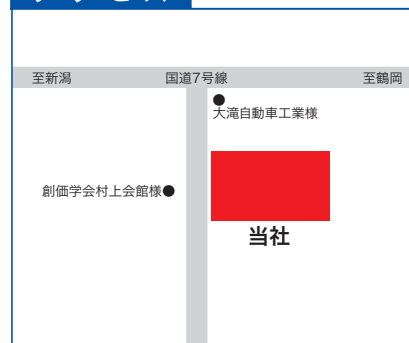 至新潟 国道7号線 至鶴岡
大滝自動車工業様
創価学会村上会館様
当社